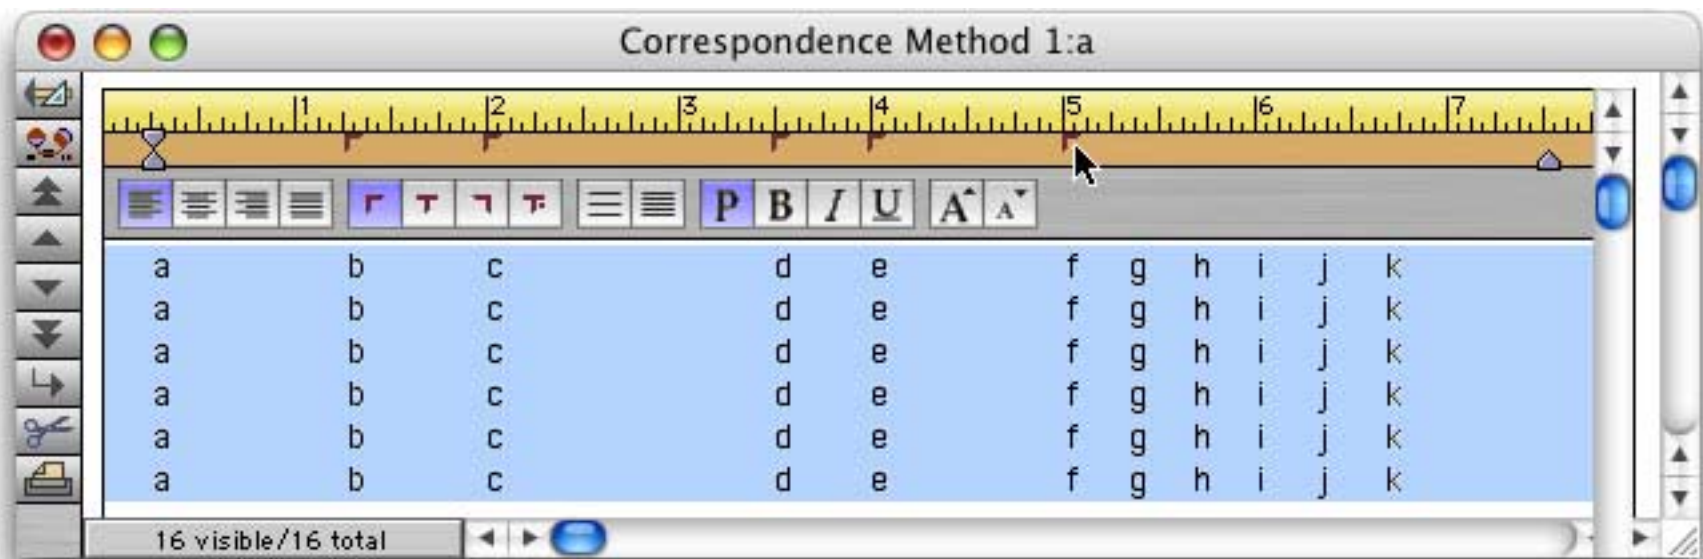 Correspondence Method 1:a
1 2 3 4 5 6 7
P B I U A A
a b c d e f g h i j k
a b c d e f g h i j k
a b c d e f g h i j k
a b c d e f g h i j k
a b c d e f g h i j k
a b c d e f g h i j k
16 visible/16 total